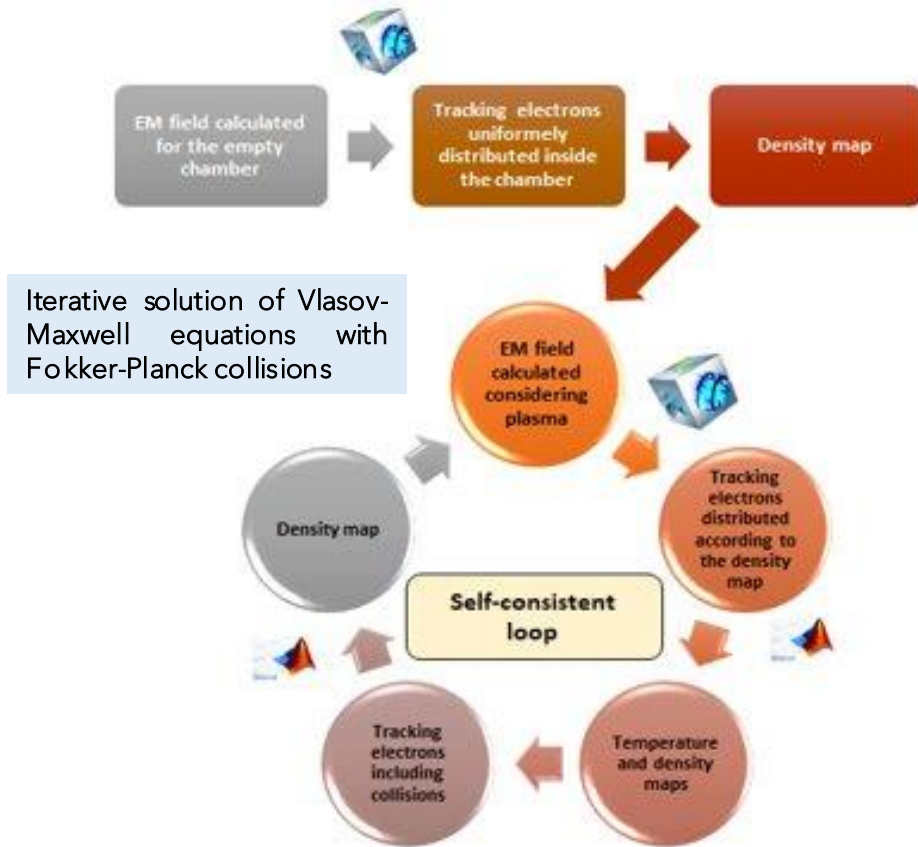 EM field calculated
for the empty
chamber
Tracking electrons
uniformely
distributed inside
the chamber
Density map
Iterative solution of Vlasov-
Maxwell equations with
Fokker-Planck collisions
EM field
calculated
considering
plasma
Tracking
electrons
distributed
according to
the density
map
Temperature
and density
maps
Tracking
electrons
including
collisions
Density map
Self-consistent
loop